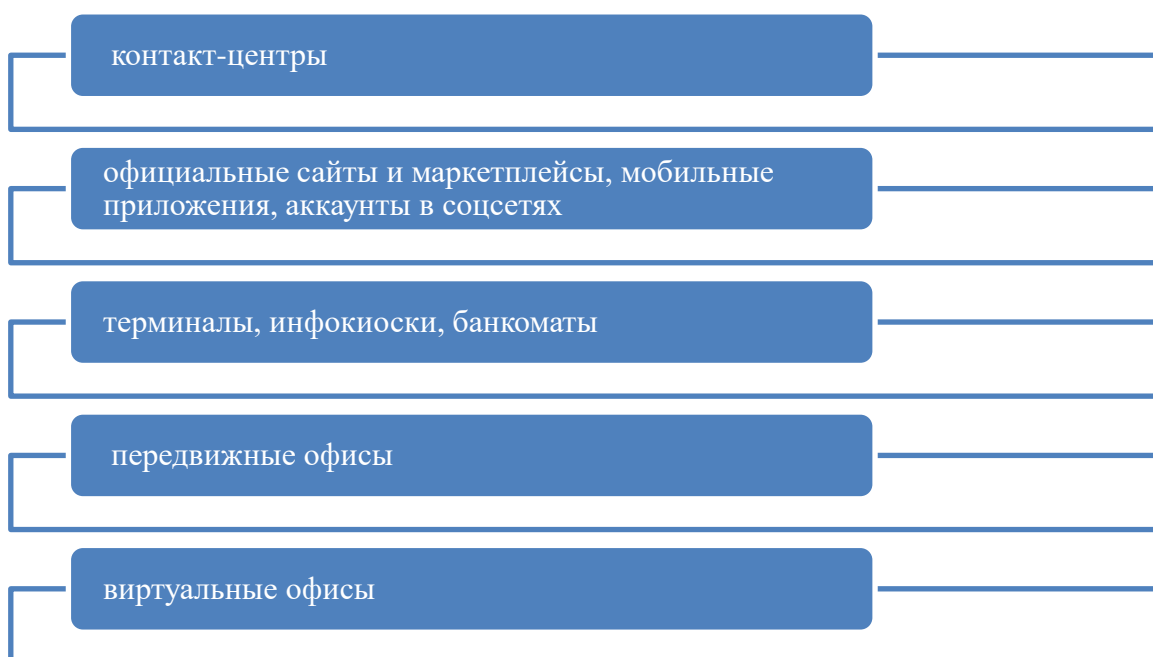 контакт-центры
официальные сайты и маркетплейсы, мобильные
приложения, аккаунты в соцсетях
терминалы, инфокиоски, банкоматы
передвижные офисы
виртуальные офисы